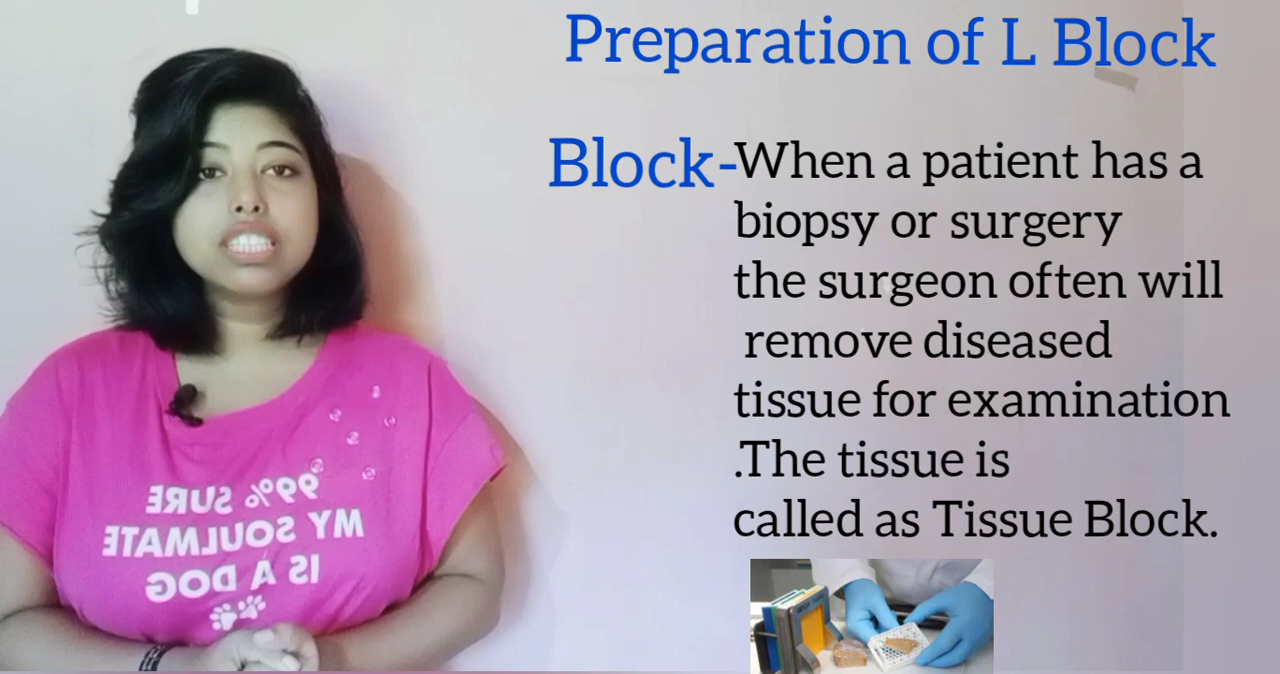 Preparation of L Block
Block-When a patient has a
biopsy or surgery
the surgeon often will
remove diseased
tissue for examination
.The tissue is
called as Tissue Block.
99% SURE
MY SOULMATE
IS A DOG